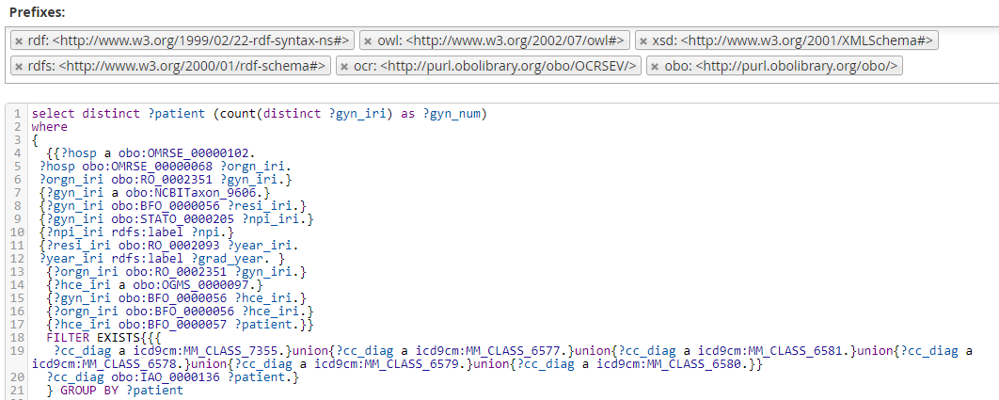 Prefixes:
× rdf: <http://www.w3.org/1999/02/22-rdf-syntax-ns#> × owl: <http://www.w3.org/2002/07/owl#> × xsd: <http://www.w3.org/2001/XMLSchema#>
× rdfs: <http://www.w3.org/2000/01/rdf-schema#> × ocr: <http://purl.obolibrary.org/obo/OCRSEV/> × obo: <http://purl.obolibrary.org/obo/>
1 select distinct ?patient (count(distinct ?gyn_iri) as ?gyn_num)
2 where
3 {
4 {{?hosp a obo:OMRSE_00000102.
5 ?hosp obo:OMRSE_00000068 ?orgn_iri.
6 ?orgn_iri obo:RO_0002351 ?gyn_iri.}
7 {?gyn_iri a obo:NCBITaxon_9606.}
8 {?gyn_iri obo:BFO_0000056 ?resi_iri.}
9 {?gyn_iri obo:STATO_0000205 ?npi_iri.}
10 {?npi_iri rdfs:label ?npi.}
11 {?resi_iri obo:RO_0002093 ?year_iri.
12 ?year_iri rdfs:label ?grad_year. }
13 {?orgn_iri obo:RO_0002351 ?gyn_iri.}
14 {?hce_iri a obo:OGMS_0000097.}
15 {?gyn_iri obo:BFO_0000056 ?hce_iri.}
16 {?orgn_iri obo:BFO_0000056 ?hce_iri.}
17 {?hce_iri obo:BFO_0000057 ?patient.}}
18 FILTER EXISTS{{{
19 ?cc_diag a icd9cm:MM_CLASS_7355.}union{?cc_diag a icd9cm:MM_CLASS_6577.}union{?cc_diag a icd9cm:MM_CLASS_6581.}union{?cc_diag a
icd9cm:MM_CLASS_6578.}union{?cc_diag a icd9cm:MM_CLASS_6579.}union{?cc_diag a icd9cm:MM_CLASS_6580.}}
20 ?cc_diag obo:IAO_0000136 ?patient.}
21 } GROUP BY ?patient